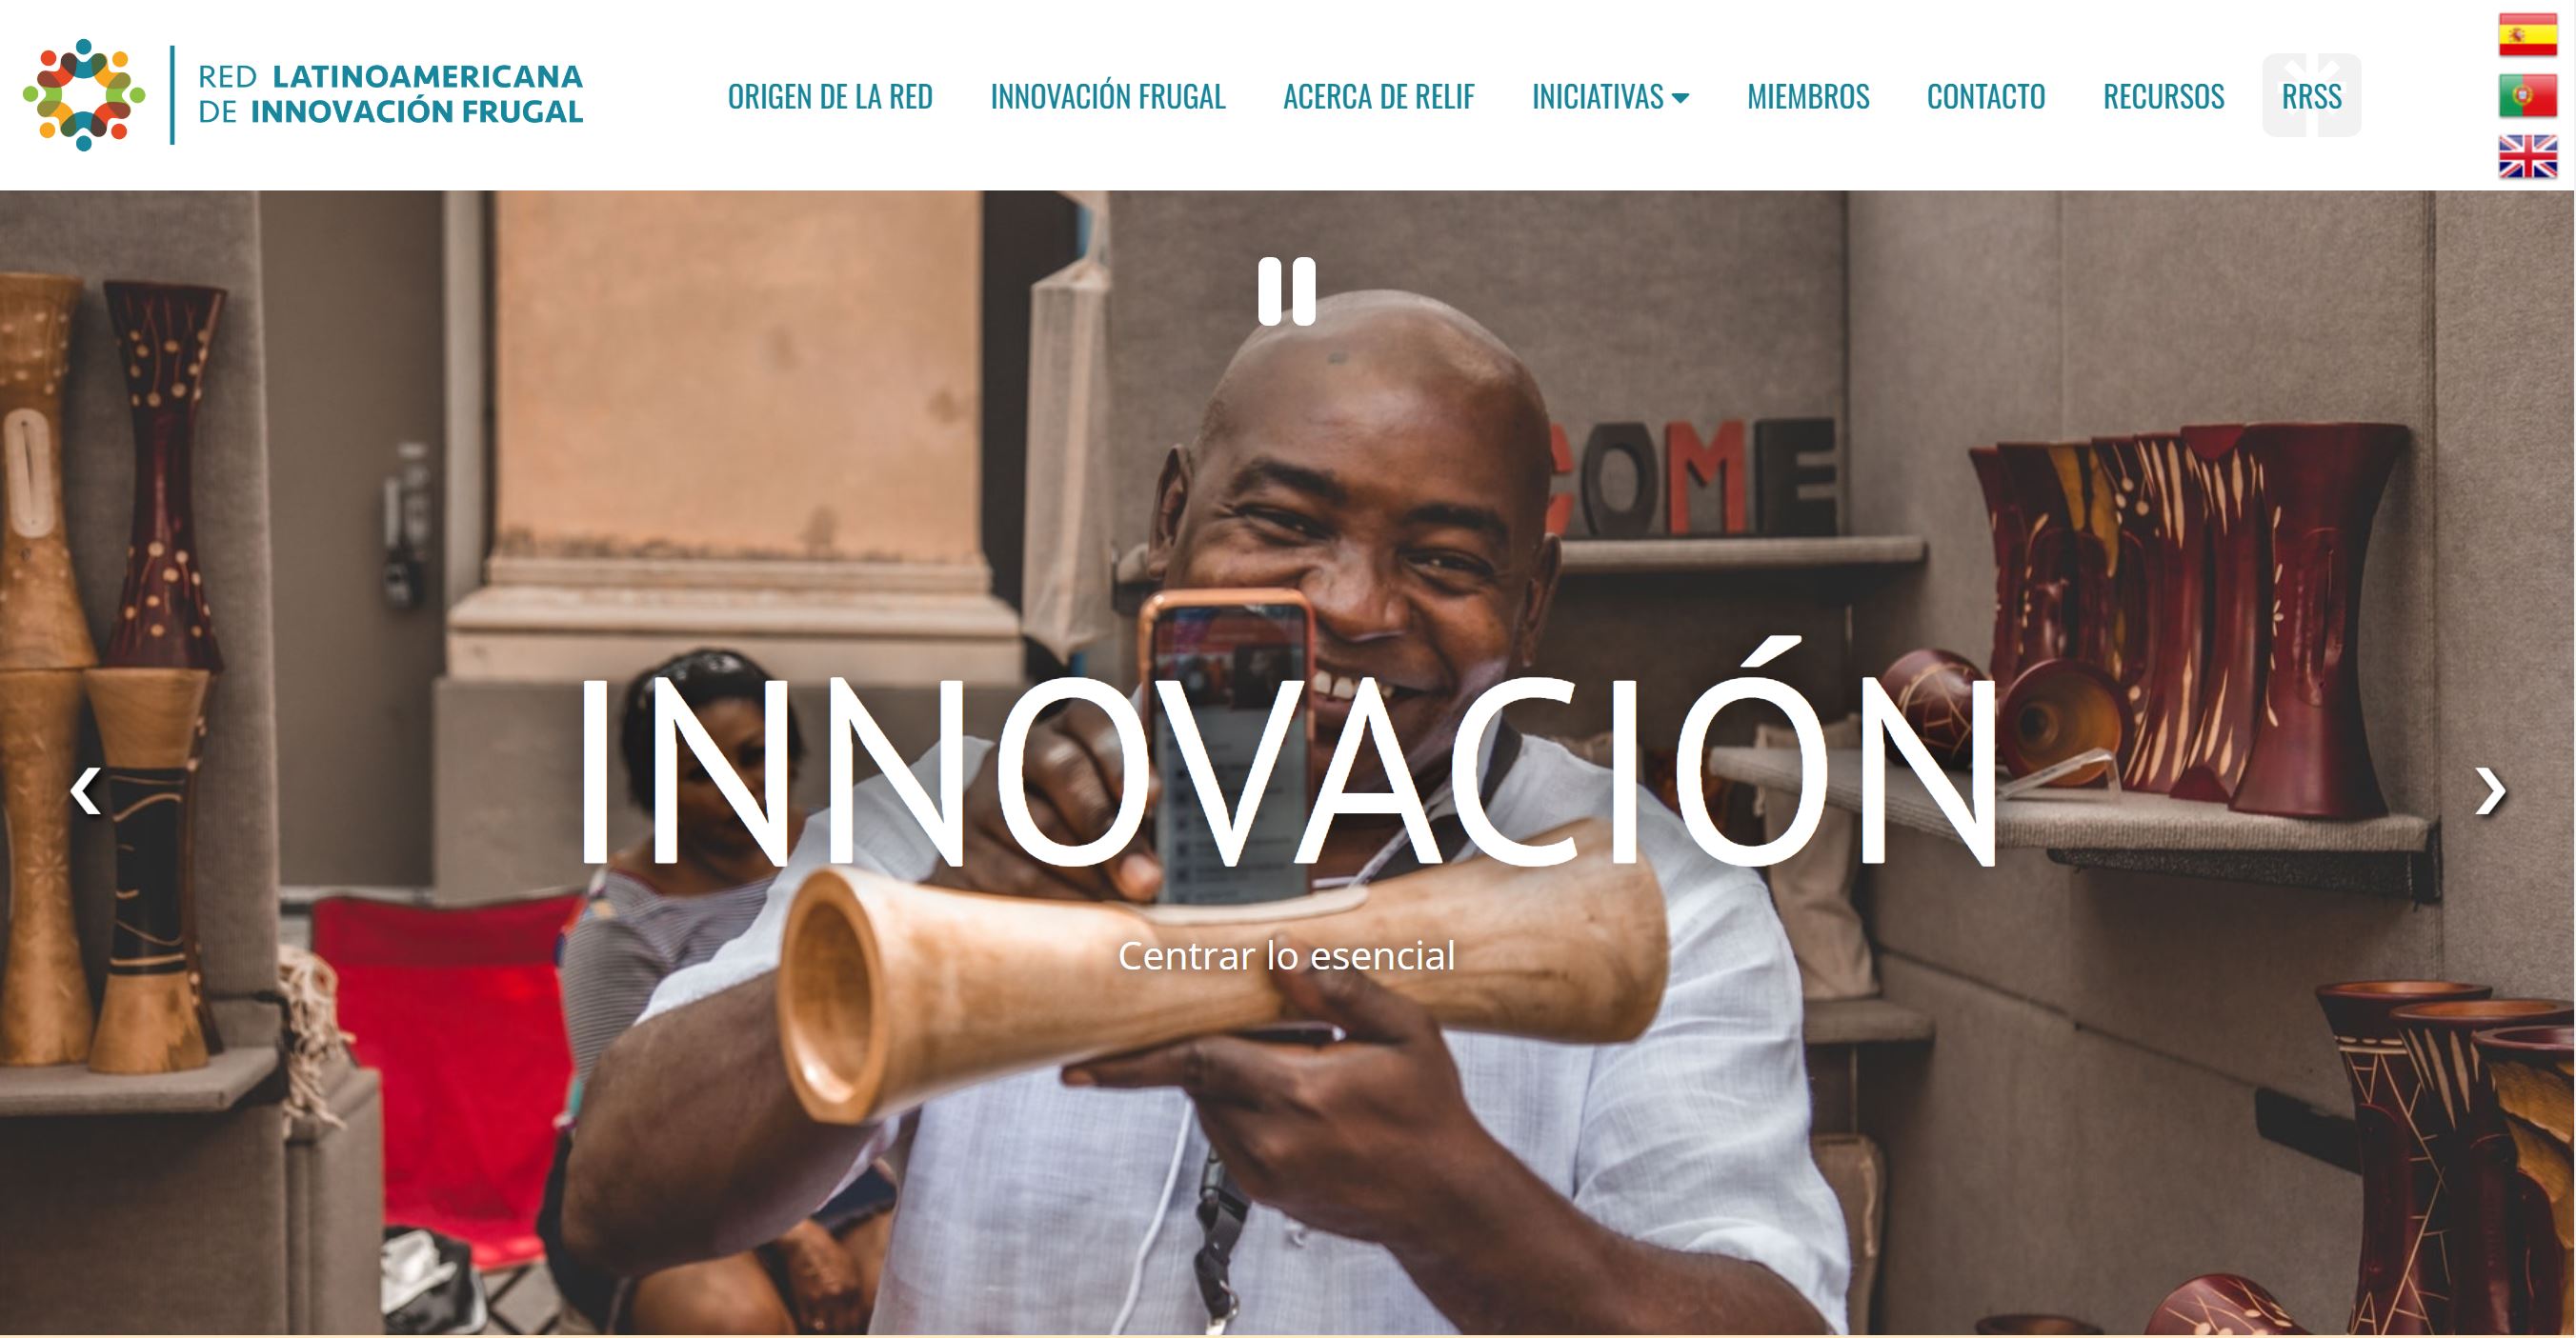 RED LATINOAMERICANA
DE INNOVACIÓN FRUGAL
ORIGEN DE LA RED
INNOVACIÓN FRUGAL
ACERCA DE RELIF
INICIATIVAS
MIEMBROS
CONTACTO
RECURSOS
RRSS
COME
INNOVACIÓN
Centrar lo esencial